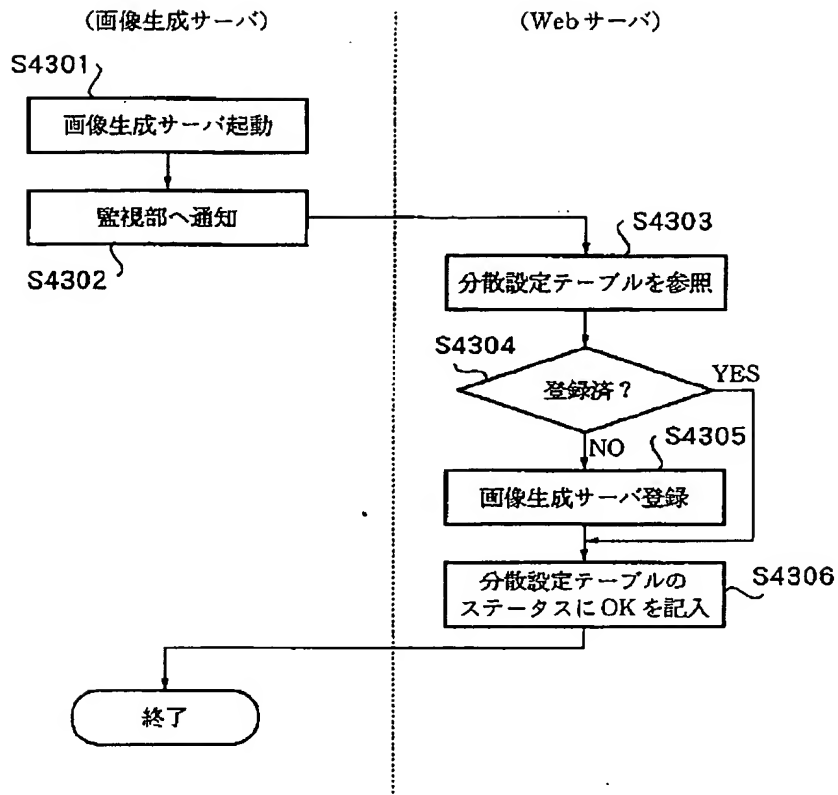 (画像生成サーバ)
(Webサーバ)
S4301
画像生成サーバ起動
監視部へ通知
S4302
S4303
分散設定テーブルを参照
S4304
登録済?
YES
NO
S4305
画像生成サーバ登録
分散設定テーブルの
ステータスにOKを記入
S4306
終了